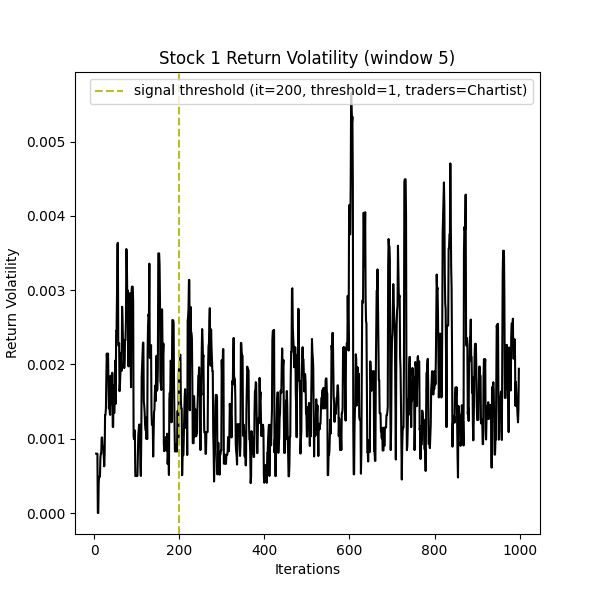 Stock 1 Return Volatility (window 5)
signal threshold (it=200, threshold=1, traders=Chartist)
0.005
0.004
0.003
0.002
0.001
0.000
Return Volatility
0 200 400 600 800 1000
Iterations